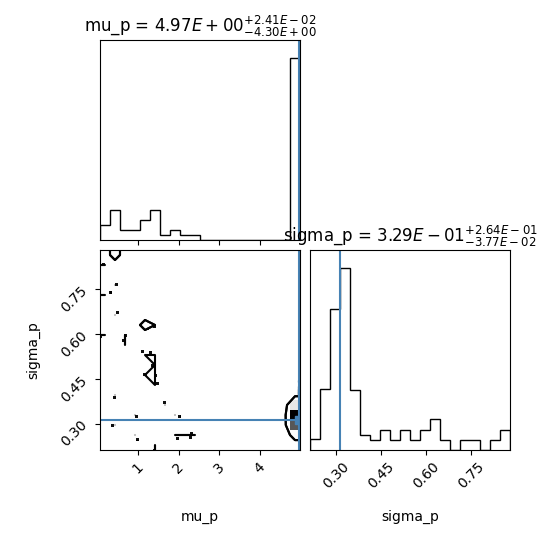 mu_p = 4.97E + 00+2.41E−02−4.30E+00
sigma_p = 3.29E − 01+2.64E−01−3.77E−02
0.75
0.60
0.45
0.30
sigma_p
1 2 3 4
0.30 0.45 0.60 0.75
mu_p
sigma_p